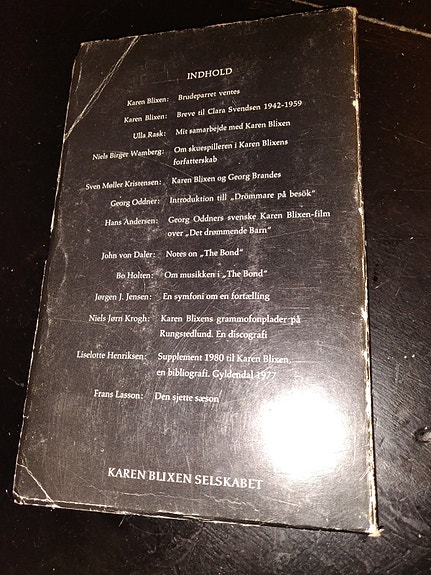 INDHOLD
Karen Blixen: Brudeparret ventes
Karen Blixen: Breve til Clara Svendsen 1942-1959
Ulla Rask: Mit samarbejde med Karen Blixen
Niels Birger Wamberg: Om skuespilleren i Karen Blixens
forfatterskab
Sven Møller Kristensen: Karen Blixen og Georg Brandes
Georg Oddner: Introduktion till „Drömmare på besök“
Hans Andersen: Georg Oddners svenske Karen Blixen-film
over „Det drømmende Barn“
John von Daler: Notes on „The Bond“
Bo Holten: Om musikken i „The Bond“
Jørgen J. Jensen: En symfoni om en fortælling
Niels Jørn Krogh: Karen Blixens grammofonplader på
Rungstedlund. En discografi
Liselotte Henriksen: Supplement 1980 til Karen Blixen,
en bibliografi. Gyldendal 1977
Frans Lasson: Den sjette sæson
KAREN BLIXEN SELSKABET